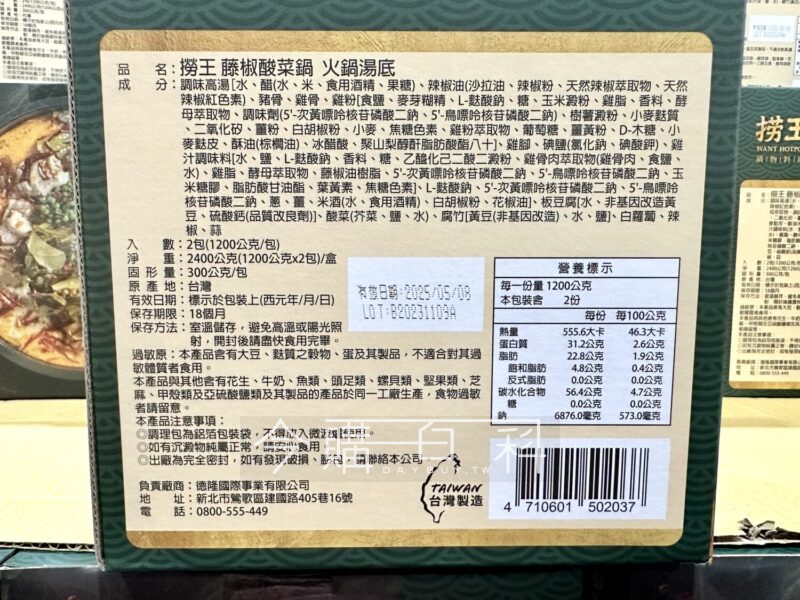 品　名：撈王 藤椒酸菜鍋 火鍋湯底
成　分：調味高湯［水、醋(水、米、食用酒精、果糖)、辣椒油(沙拉油、辣椒粉、天然辣椒萃取物、天然
辣椒紅色素)、豬骨、雞骨、雞粉[食鹽、麥芽糊精、L-麩酸鈉、糖、玉米澱粉、雞脂、香料、酵
母萃取物、調味劑(5'-次黃嘌呤核苷磷酸二鈉、5'-鳥嘌呤核苷磷酸二鈉)、樹薯澱粉、小麥麩質
、二氧化矽、薑粉、白胡椒粉、小麥、焦糖色素、雞粉萃取物、葡萄糖、薑黃粉、D-木糖、小
麥麩皮、酥油(棕櫚油)、冰醋酸、聚山梨醇酐脂肪酸酯八十]、雞腳、碘鹽(氯化鈉、碘酸鉀)、雞
汁調味料[水、鹽、L-麩酸鈉、香料、糖、乙醯化己二酸二澱粉、雞骨肉萃取物(雞骨肉、食鹽、
水)、雞脂、酵母萃取物、辣椒油樹脂、5'-次黃嘌呤核苷磷酸二鈉、5'-鳥嘌呤核苷磷酸二鈉、玉
米糖膠、脂肪酸甘油酯、葉黃素、焦糖色素]、L-麩酸鈉、5'-次黃嘌呤核苷磷酸二鈉、5'-鳥嘌
呤核苷磷酸二鈉、蔥、薑、米酒(水、食用酒精)、白胡椒粉、花椒油]、板豆腐[水、非基因改造黃
豆、硫酸鈣(品質改良劑)]、酸菜(芥菜、鹽、水)、腐竹[黃豆(非基因改造)、水、鹽]、白蘿蔔、辣
椒、蒜
入　數：2包(1200公克/包)
淨　重：2400公克(1200公克x2包)/盒
固 形 量：300公克/包
原 產 地：台灣
有效日期：標示於包裝上(西元年/月/日)
保存期限：18個月
保存方法：室溫儲存，避免高溫或陽光照
射，開封後請盡快食用完畢。
有效日期:2025/05/08
LOT:B20231109A
過敏原：本產品含有大豆、麩質之穀物、蛋及其製品，不適合對其過
敏體質者食用。
本產品與其他含有花生、牛奶、魚類、頭足類、螺貝類、堅果類、芝
麻、甲殼類及亞硫酸鹽類及其製品的產品於同一工廠生產，食物過敏
者請留意。
本產品注意事項：
◎調理包為鋁箔包裝袋，不得放入微波爐使用。
◎如有沉澱物純屬正常，請安心食用。
◎出廠為完全密封，如有發現破損、脹包，請聯絡本公司
負責廠商：德隆國際事業有限公司
地　址：新北市鶯歌區建國路405巷16號
電　話：0800-555-449
營養標示
每一份量 1200公克
本包裝含　2份
每份　每100公克
熱量　555.6大卡　46.3大卡
蛋白質　31.2公克　2.6公克
脂肪　22.8公克　1.9公克
飽和脂肪　4.8公克　0.4公克
反式脂肪　0.0公克　0.0公克
碳水化合物　56.4公克　4.7公克
糖　0.0公克　0.0公克
鈉　6876.0毫克　573.0毫克
TAIWAN
台灣製造
4 710601 502037
今購百科
DAYBUY.TW
撈王
WANT HOTPOT